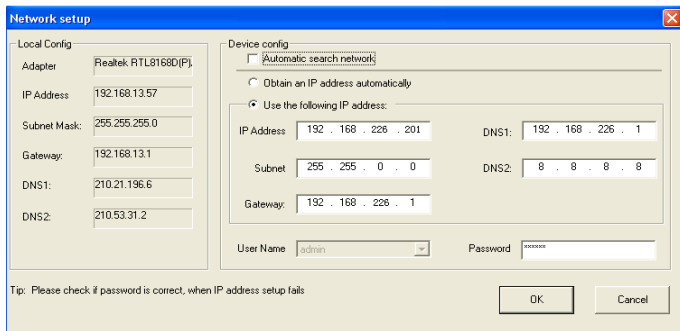 Network setup
Local Config
Adapter Realtek RTL8168D(P).
IP Address 192.168.13.57
Subnet Mask: 255.255.255.0
Gateway: 192.168.13.1
DNS1: 210.21.196.6
DNS2: 210.53.31.2
Device config
Automatic search network
Obtain an IP address automatically
Use the following IP address:
IP Address 192 . 168 . 226 . 201 DNS1: 192 . 168 . 226 . 1
Subnet 255 . 255 . 0 . 0 DNS2: 8 . 8 . 8 . 8
Gateway: 192 . 168 . 226 . 1
User Name admin Password ******
Tip: Please check if password is correct, when IP address setup fails
OK Cancel